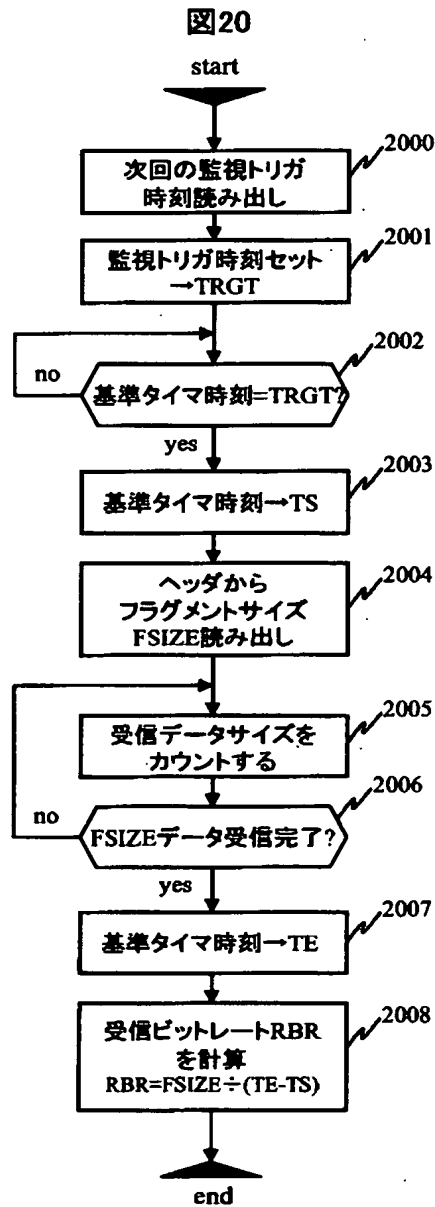 図20
start
2000
次回の監視トリガ
時刻読み出し
2001
監視トリガ時刻セット
→TRGT
2002
no
基準タイマ時刻=TRGT?
yes
2003
基準タイマ時刻→TS
2004
ヘッダから
フラグメントサイズ
FSIZE読み出し
2005
受信データサイズを
カウントする
2006
no
FSIZEデータ受信完了?
yes
2007
基準タイマ時刻→TE
2008
受信ビットレートRBR
を計算
RBR=FSIZE÷(TE-TS)
end